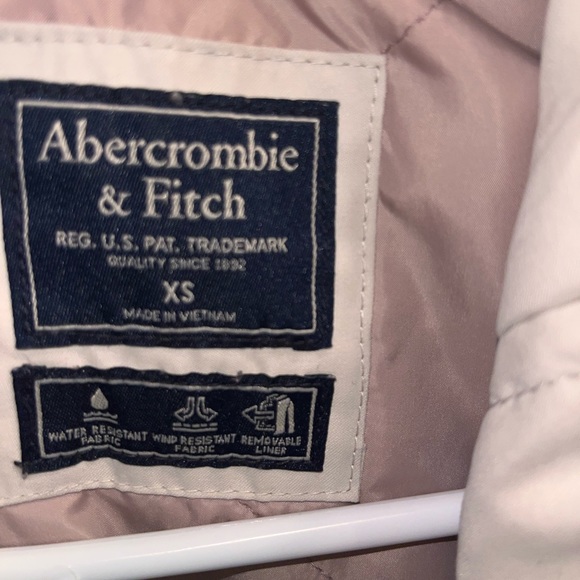 Abercrombie
& Fitch
REG. U.S. PAT. TRADEMARK
QUALITY SINCE 1892
XS
MADE IN VIETNAM
WATER RESISTANT
FABRIC
WIND RESISTANT
FABRIC
REMOVABLE
LINER